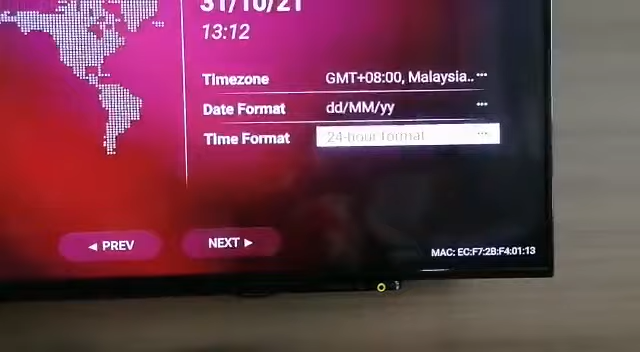 31/10/21
13:12
Timezone GMT+08:00, Malaysia.. ...
Date Format dd/MM/yy ...
Time Format 24-hour format ...
◄ PREV NEXT ►
MAC: EC:F7:2B:F4:01:13